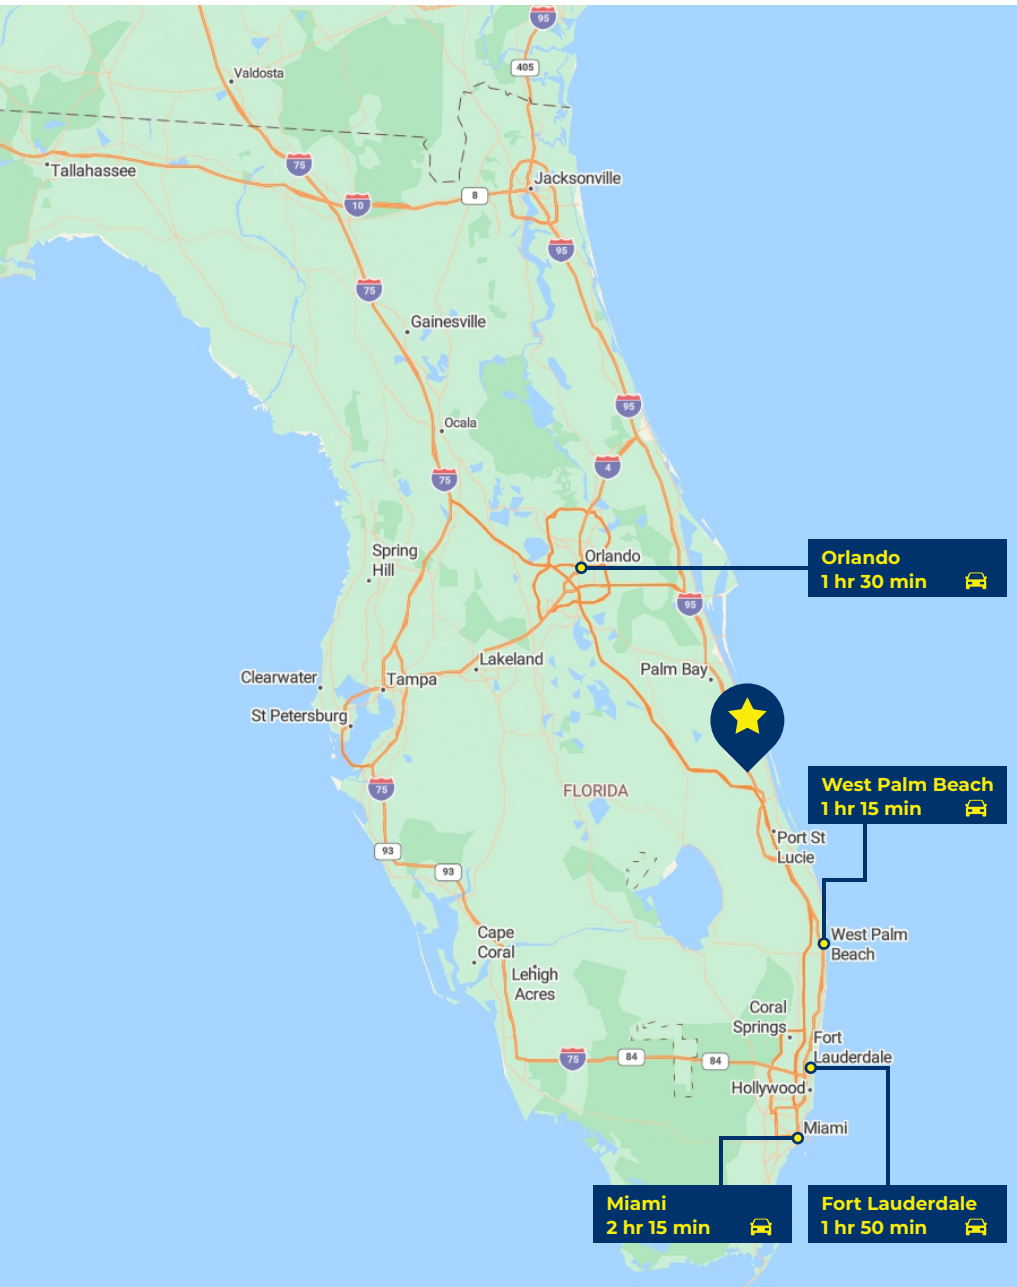 95
405
Valdosta
75
Tallahassee
10
8
Jacksonville
95
75
Gainesville
95
Ocala
4
75
Spring
Hill
Orlando
Orlando
1 hr 30 min
95
Lakeland
Palm Bay
Clearwater
Tampa
St Petersburg
75
FLORIDA
West Palm Beach
1 hr 15 min
Port St
Lucie
93
93
Cape
Coral
West Palm
Beach
Lehigh
Acres
Coral
Springs
Fort
Lauderdale
75
84
84
Hollywood
Miami
Miami
2 hr 15 min
Fort Lauderdale
1 hr 50 min